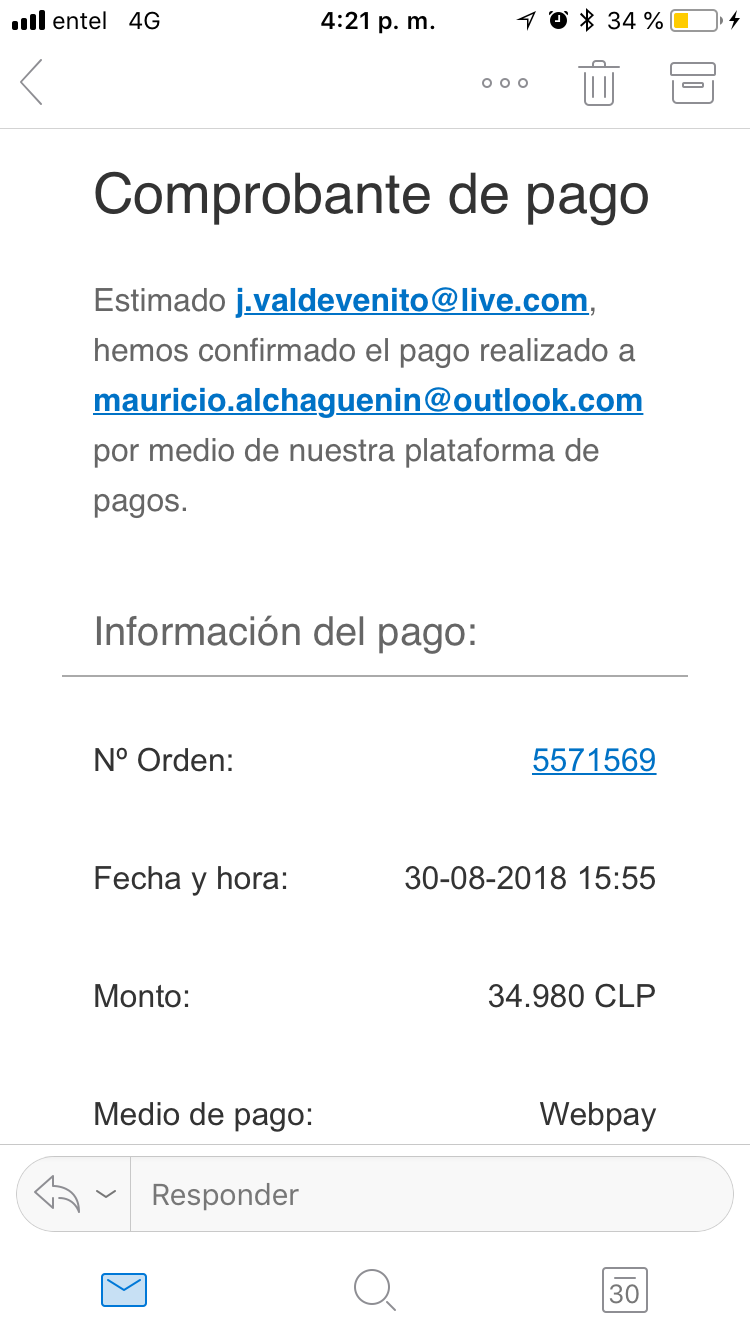 entel 4G 4:21 p. m. 34 %
Comprobante de pago
Estimado j.valdevenito@live.com,
hemos confirmado el pago realizado a
mauricio.alchaguenin@outlook.com
por medio de nuestra plataforma de
pagos.
Información del pago:
Nº Orden: 5571569
Fecha y hora: 30-08-2018 15:55
Monto: 34.980 CLP
Medio de pago: Webpay
Responder
30